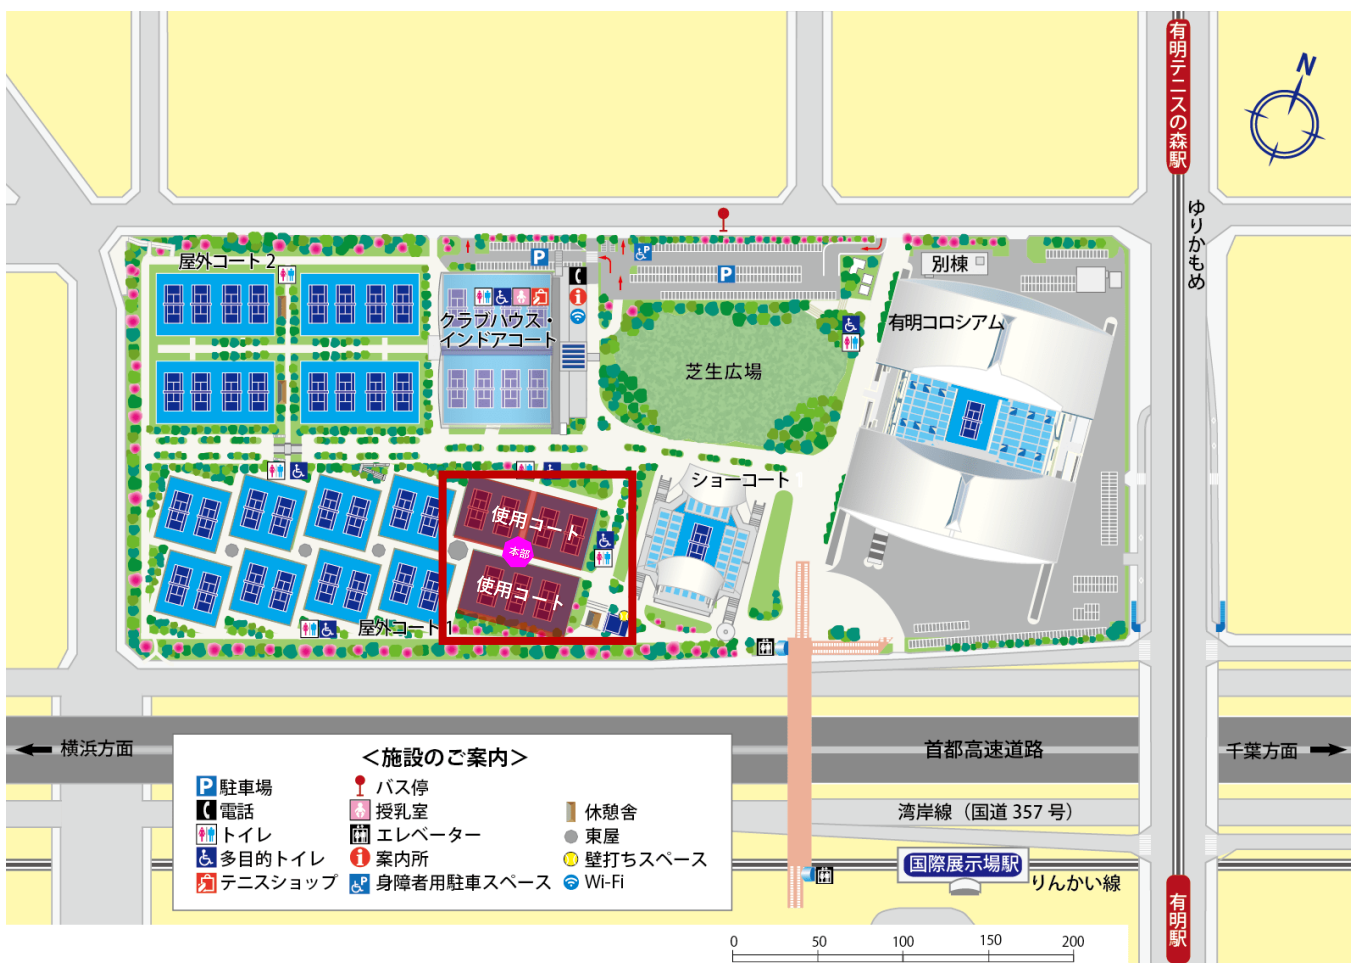 有明テニスの森駅
N
ゆりかもめ
屋外コート2
P
別棟
P
P
i
クラブハウス・
インドアコート
有明コロシアム
芝生広場
ショーコート
使用コート
本部
使用コート
屋外コート1
横浜方面
首都高速道路
千葉方面
＜施設のご案内＞
P 駐車場
電話
トイレ
多目的トイレ
テニスショップ
バス停
授乳室
エレベーター
i 案内所
P 身障者用駐車スペース
休憩舎
東屋
壁打ちスペース
Wi-Fi
湾岸線（国道357号）
国際展示場駅
りんかい線
有明駅
0 50 100 150 200